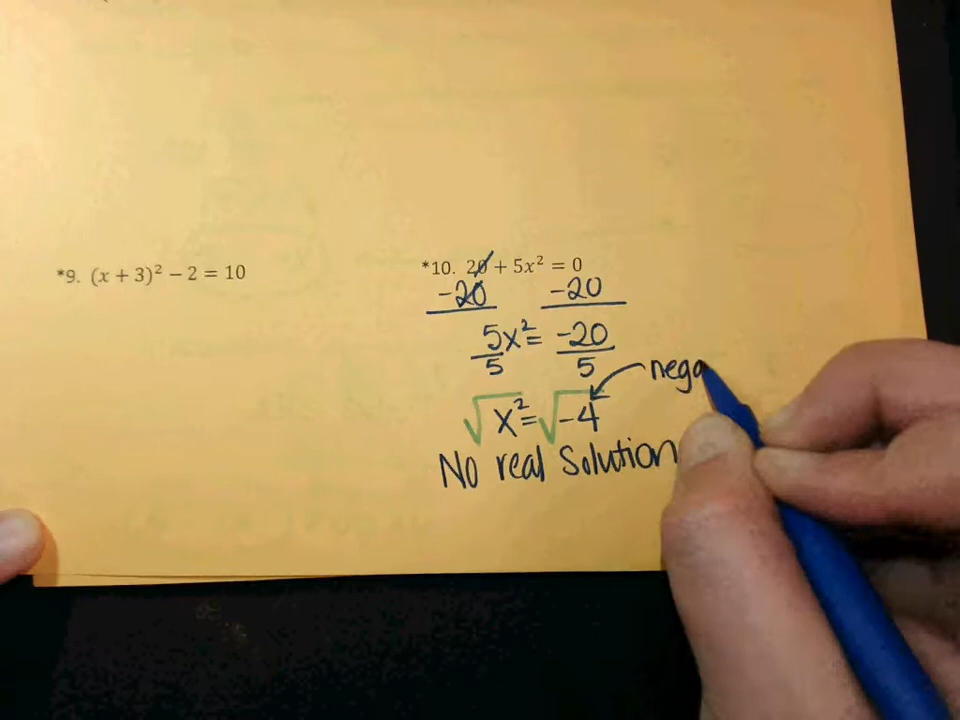 *9. (x + 3)² − 2 = 10
*10. 20 + 5x² = 0
-20 -20
5x² = -20
5 5
√x² = √-4
nega
No real Solution